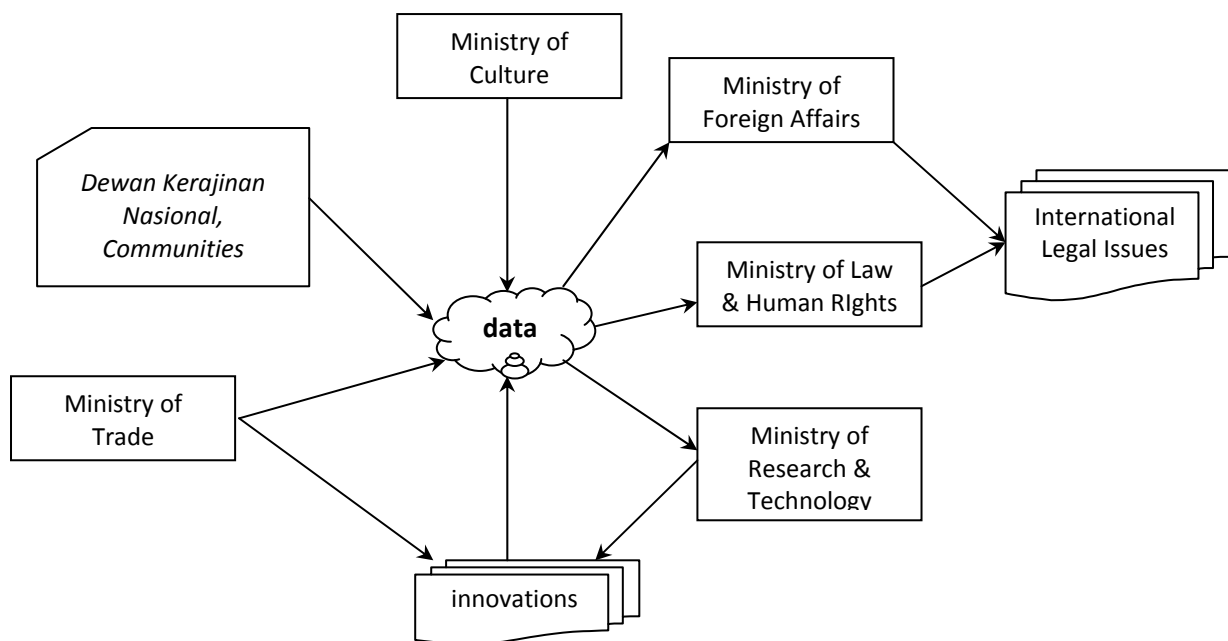 Ministry of
Culture
Ministry of
Foreign Affairs
Dewan Kerajinan
Nasional,
Communities
International
Legal Issues
Ministry of Law
& Human RIghts
data
Ministry of
Trade
Ministry of
Research &
Technology
innovations